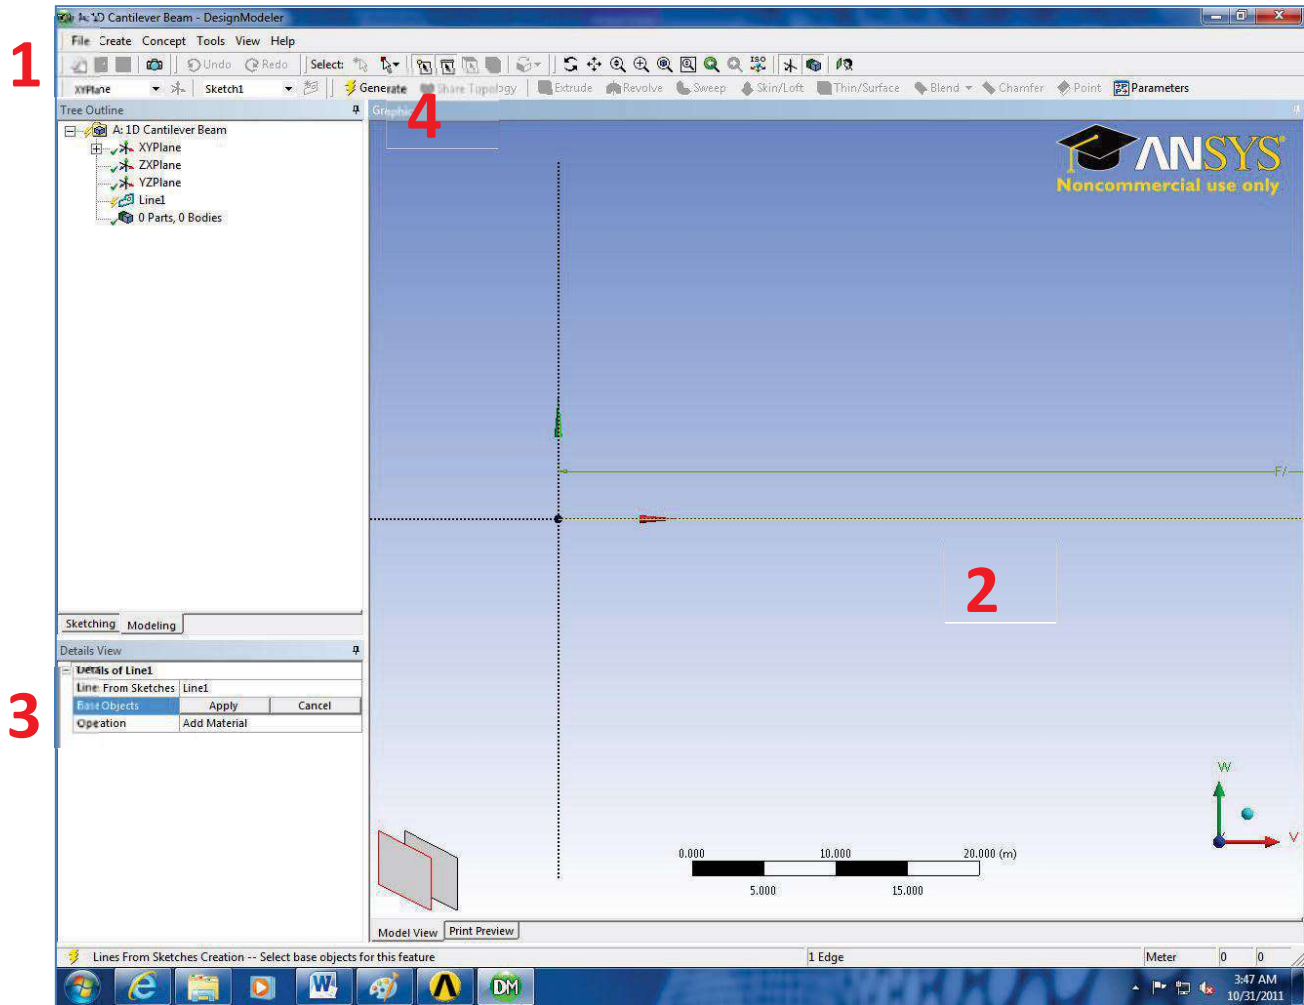 A: 1D Cantilever Beam - DesignModeler
File Create Concept Tools View Help
1
Undo Redo Select: ISO
XYPlane Sketch1 Generate Share Topology Extrude Revolve Sweep Skin/Loft Thin/Surface Blend Chamfer Point Parameters
4
Tree Outline
Graphics
A: 1D Cantilever Beam
XYPlane
ZXPlane
YZPlane
Line1
0 Parts, 0 Bodies
ANSYS
Noncommercial use only
F/
2
Sketching Modeling
Details View
Details of Line1
Line From Sketches Line1
3
Base Objects Apply Cancel
Operation Add Material
W
V
0.000 10.000 20.000 (m)
5.000 15.000
Model View Print Preview
Lines From Sketches Creation -- Select base objects for this feature 1 Edge Meter 0 0
W DM
3:47 AM
10/31/2011